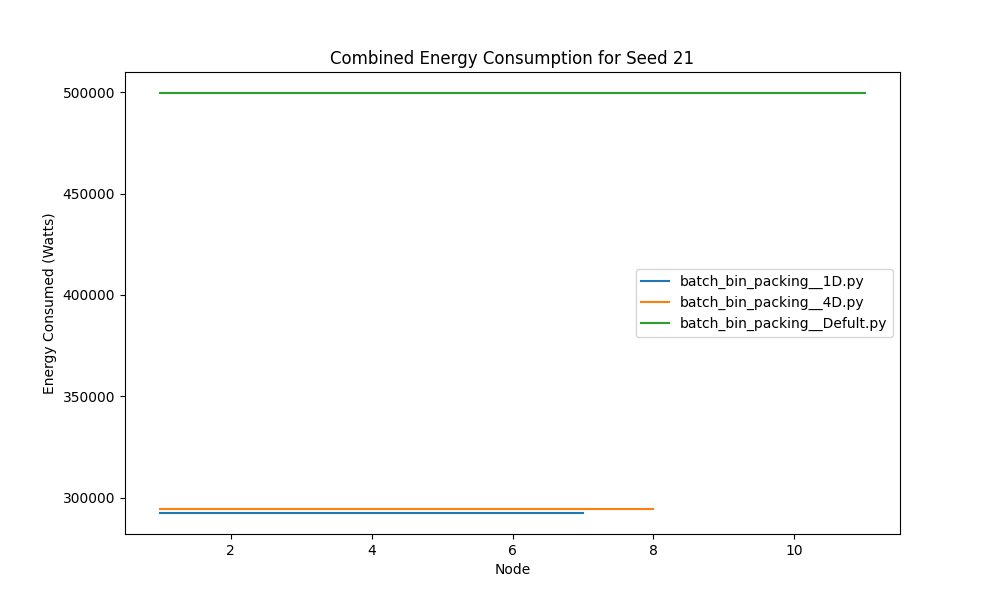 Combined Energy Consumption for Seed 21
500000
450000
400000
350000
300000
Energy Consumed (Watts)
batch_bin_packing__1D.py
batch_bin_packing__4D.py
batch_bin_packing__Defult.py
2
4
6
8
10
Node